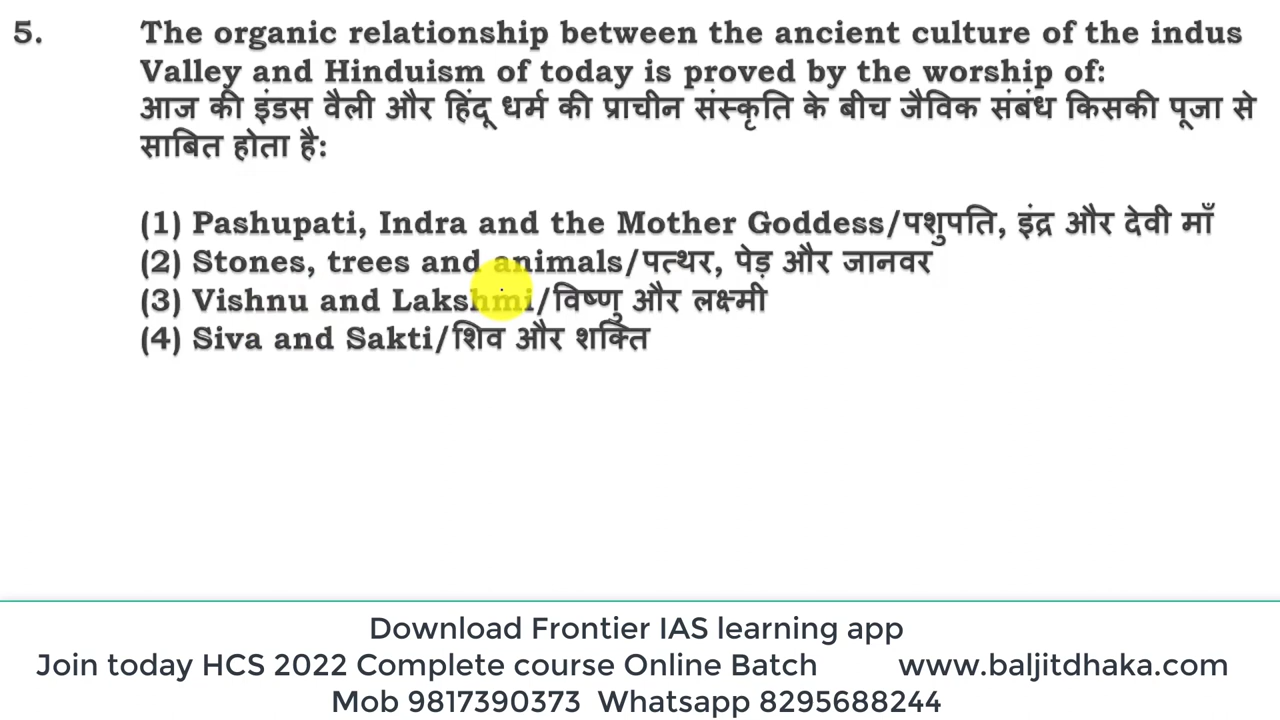 5. The organic relationship between the ancient culture of the indus
Valley and Hinduism of today is proved by the worship of:
आज की इंडस वैली और हिंदू धर्म की प्राचीन संस्कृति के बीच जैविक संबंध किसकी पूजा से
साबित होता है:
(1) Pashupati, Indra and the Mother Goddess/पशुपति, इंद्र और देवी माँ
(2) Stones, trees and animals/पत्थर, पेड़ और जानवर
(3) Vishnu and Lakshmi/विष्णु और लक्ष्मी
(4) Siva and Sakti/शिव और शक्ति
Download Frontier IAS learning app
Join today HCS 2022 Complete course Online Batch www.baljitdhaka.com
Mob 9817390373 Whatsapp 8295688244